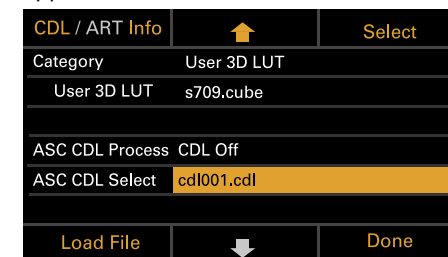 CDL / ART Info Select
Category User 3D LUT
User 3D LUT s709.cube
ASC CDL Process CDL Off
ASC CDL Select cdl001.cdl
Load File Done